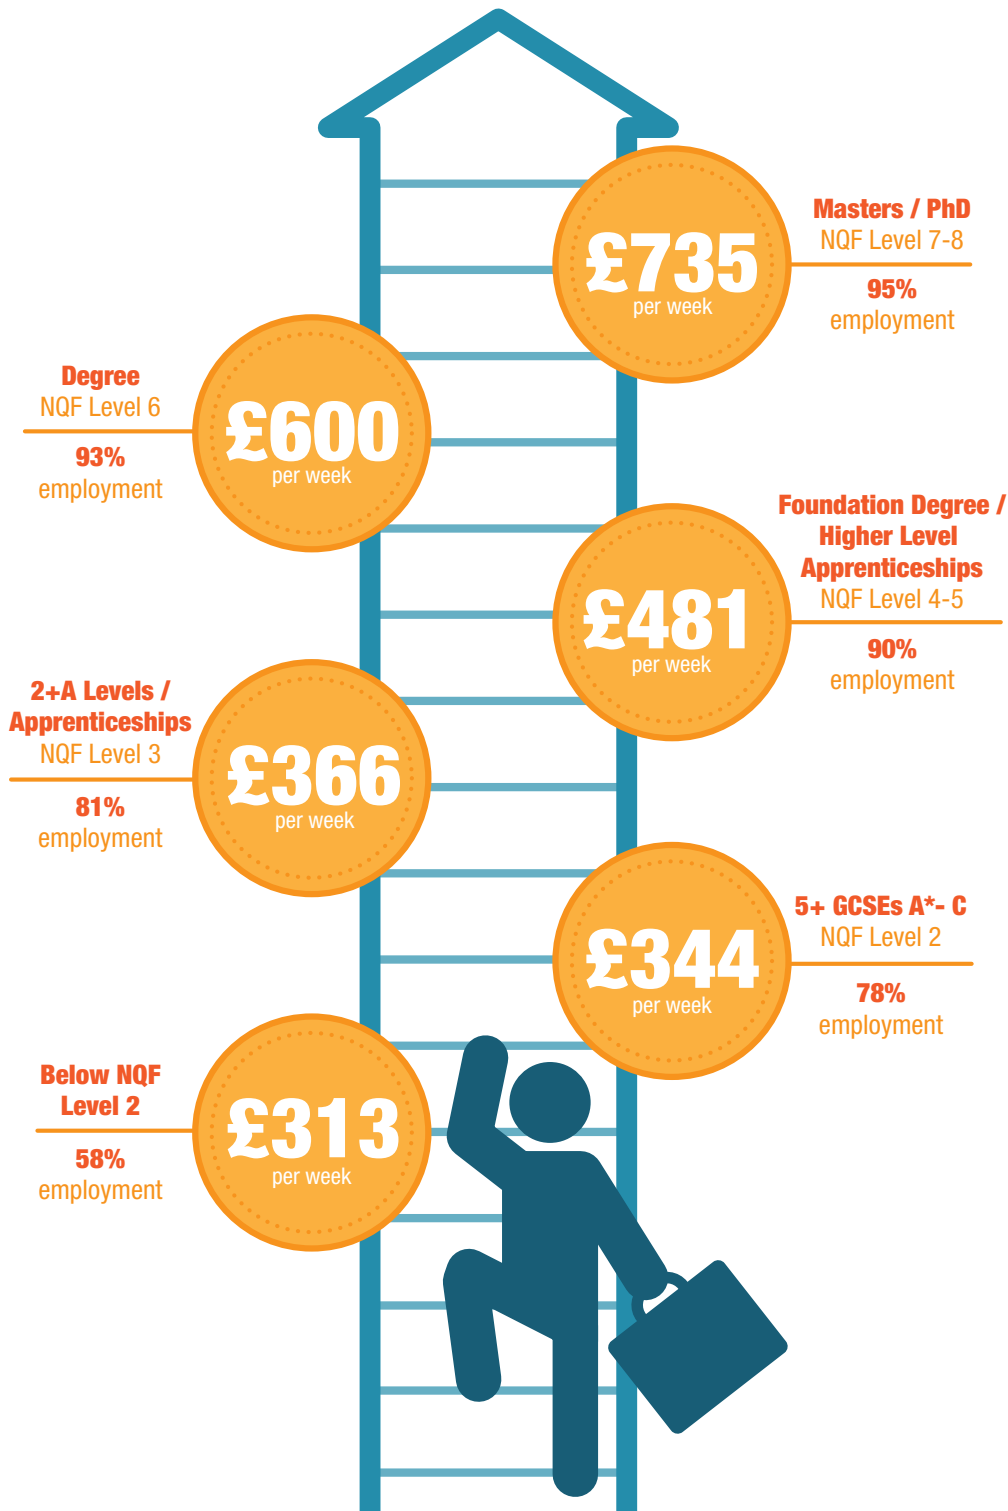 £735
per week
Masters / PhD
NQF Level 7-8
95%
employment
Degree
NQF Level 6
93%
employment
£600
per week
£481
per week
Foundation Degree /
Higher Level
Apprenticeships
NQF Level 4-5
90%
employment
2+A Levels /
Apprenticeships
NQF Level 3
81%
employment
£366
per week
£344
per week
5+ GCSEs A*- C
NQF Level 2
78%
employment
Below NQF
Level 2
58%
employment
£313
per week